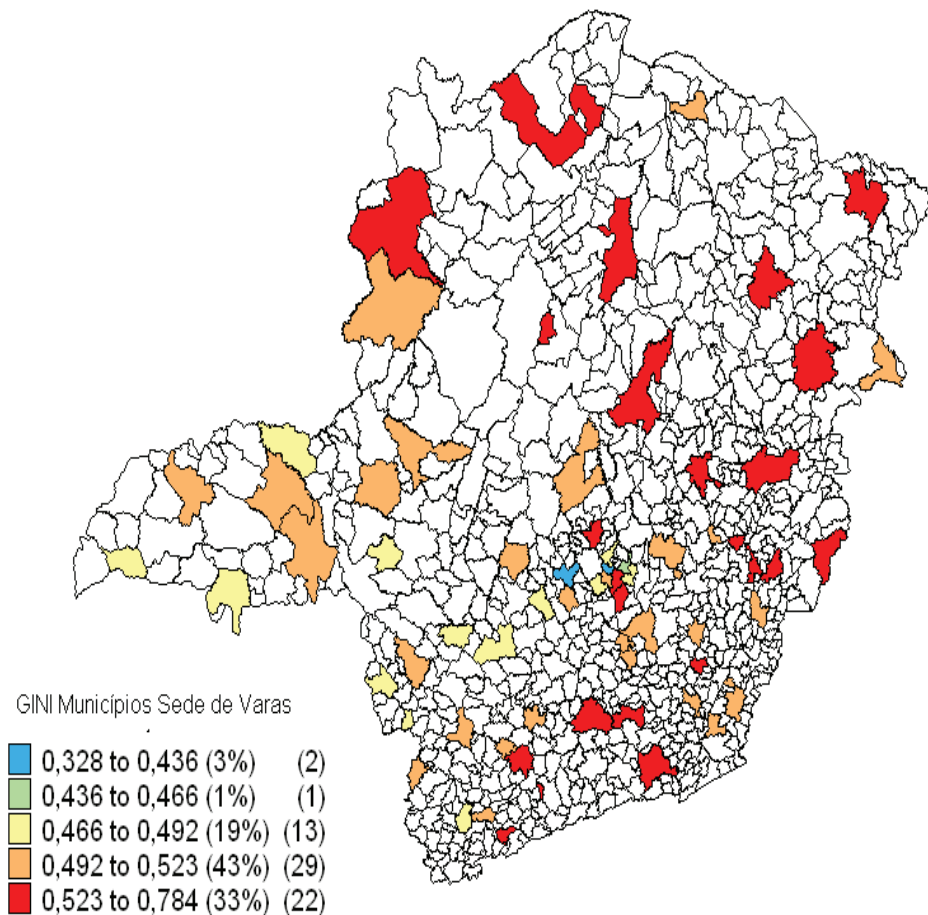 GINI Municípios Sede de Varas
0,328 to 0,436 (3%) (2)
0,436 to 0,466 (1%) (1)
0,466 to 0,492 (19%) (13)
0,492 to 0,523 (43%) (29)
0,523 to 0,784 (33%) (22)